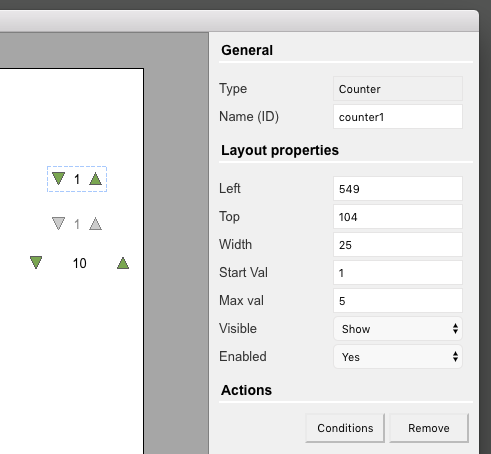 General
Type Counter
Name (ID) counter1
Layout properties
Left 549
Top 104
Width 25
Start Val 1
Max val 5
Visible Show
Enabled Yes
Actions
Conditions Remove
1
1
10